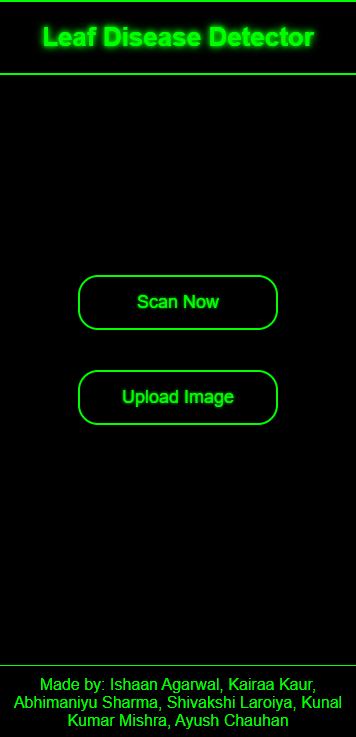 Leaf Disease Detector
Scan Now
Upload Image
Made by: Ishaan Agarwal, Kairaa Kaur,
Abhimaniyu Sharma, Shivakshi Laroiya, Kunal
Kumar Mishra, Ayush Chauhan